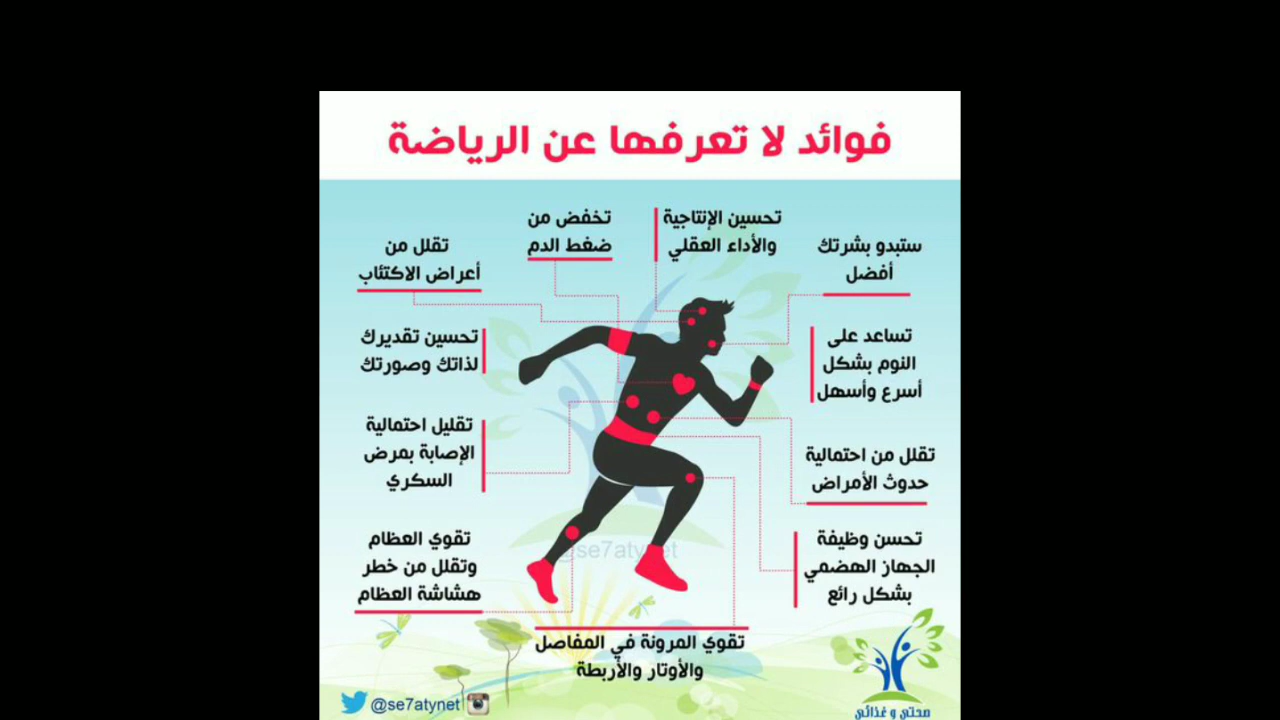 فوائد لا تعرفها عن الرياضة
تحسين الإنتاجية
والأداء العقلي
تخفض من
ضغط الدم
ستبدو بشرتك
أفضل
تقلل من
أعراض الاكتئاب
تساعد على
النوم بشكل
أسرع وأسهل
تحسين تقديرك
لذاتك وصورتك
تقلل من احتمالية
حدوث الأمراض
تقليل احتمالية
الإصابة بمرض
السكري
تحسن وظيفة
الجهاز الهضمي
بشكل رائع
تقوي العظام
وتقلل من خطر
هشاشة العظام
@se7atynet
تقوي المرونة في المفاصل
والأوتار والأربطة
@se7atynet
صحتي و غذائي